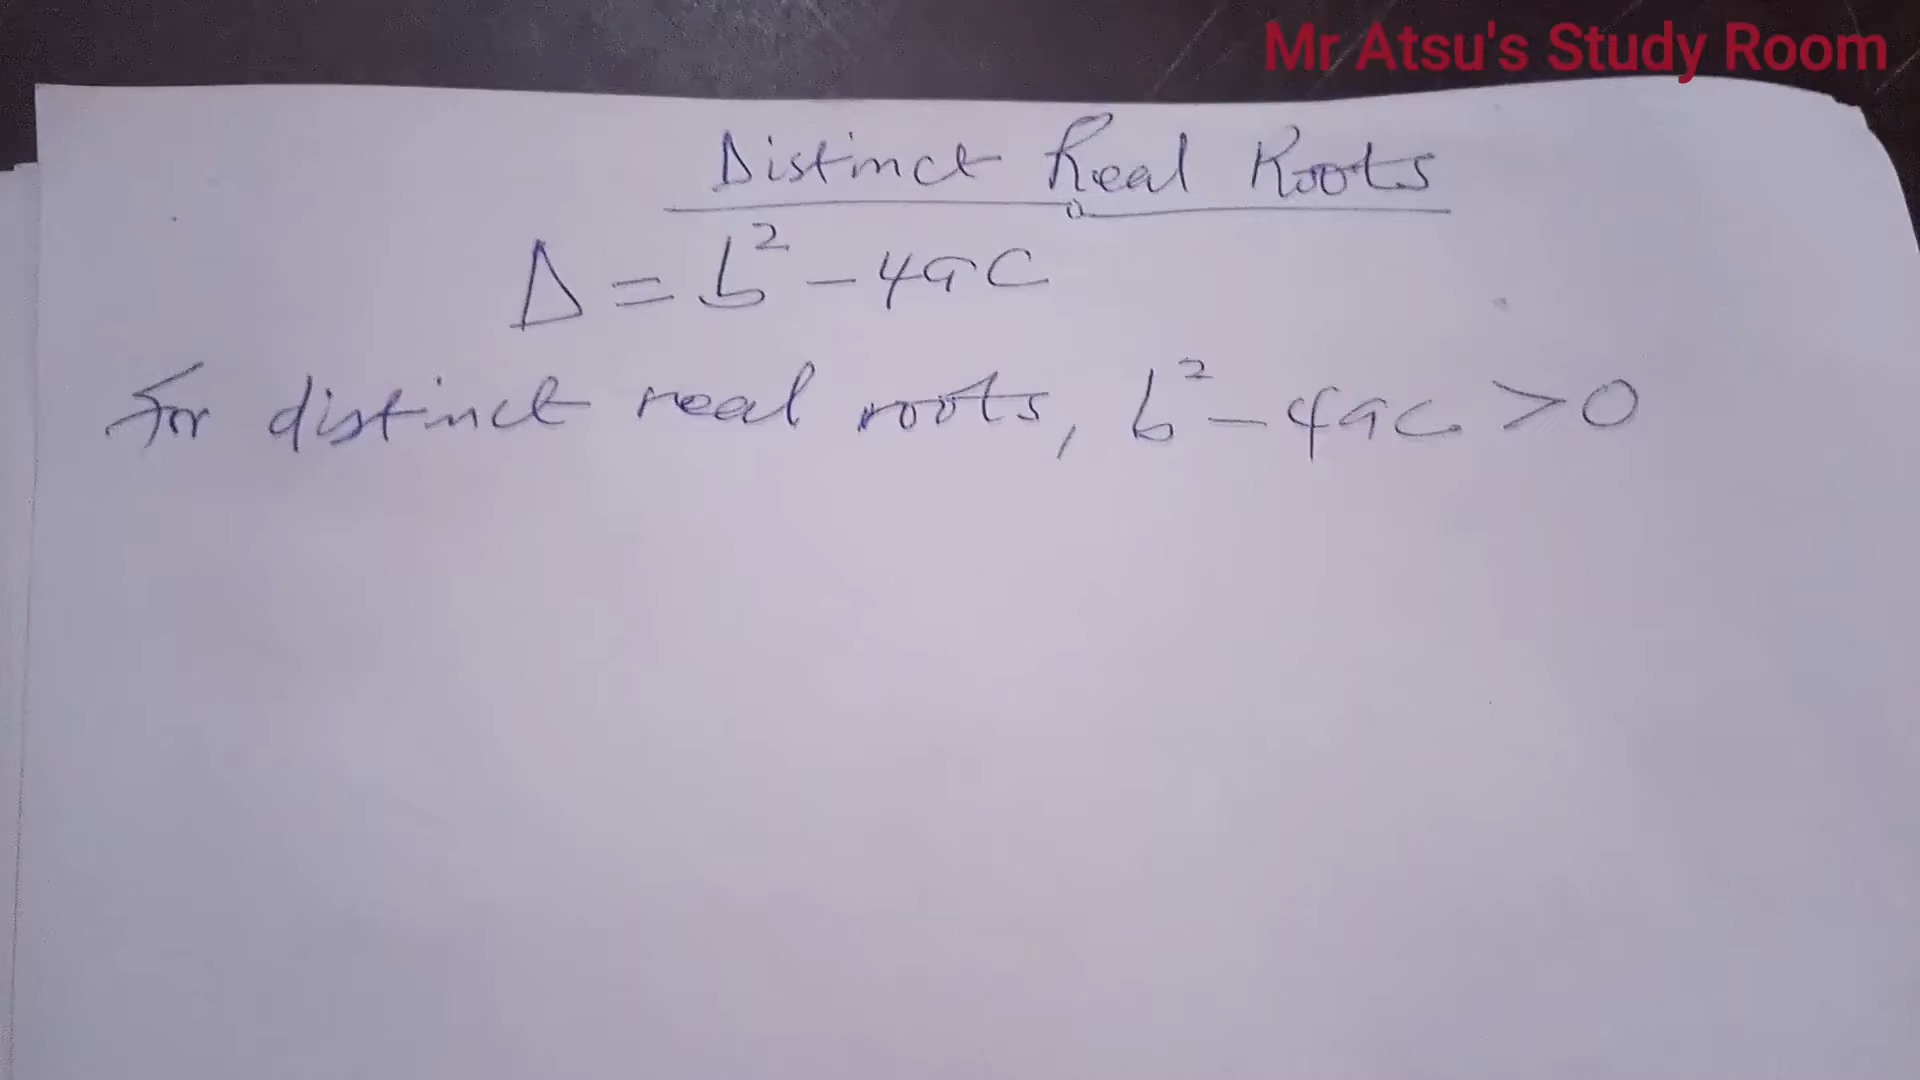 Mr Atsu's Study Room
Distinct Real Roots
Δ = b² - 4ac
For distinct real roots, b² - 4ac > 0